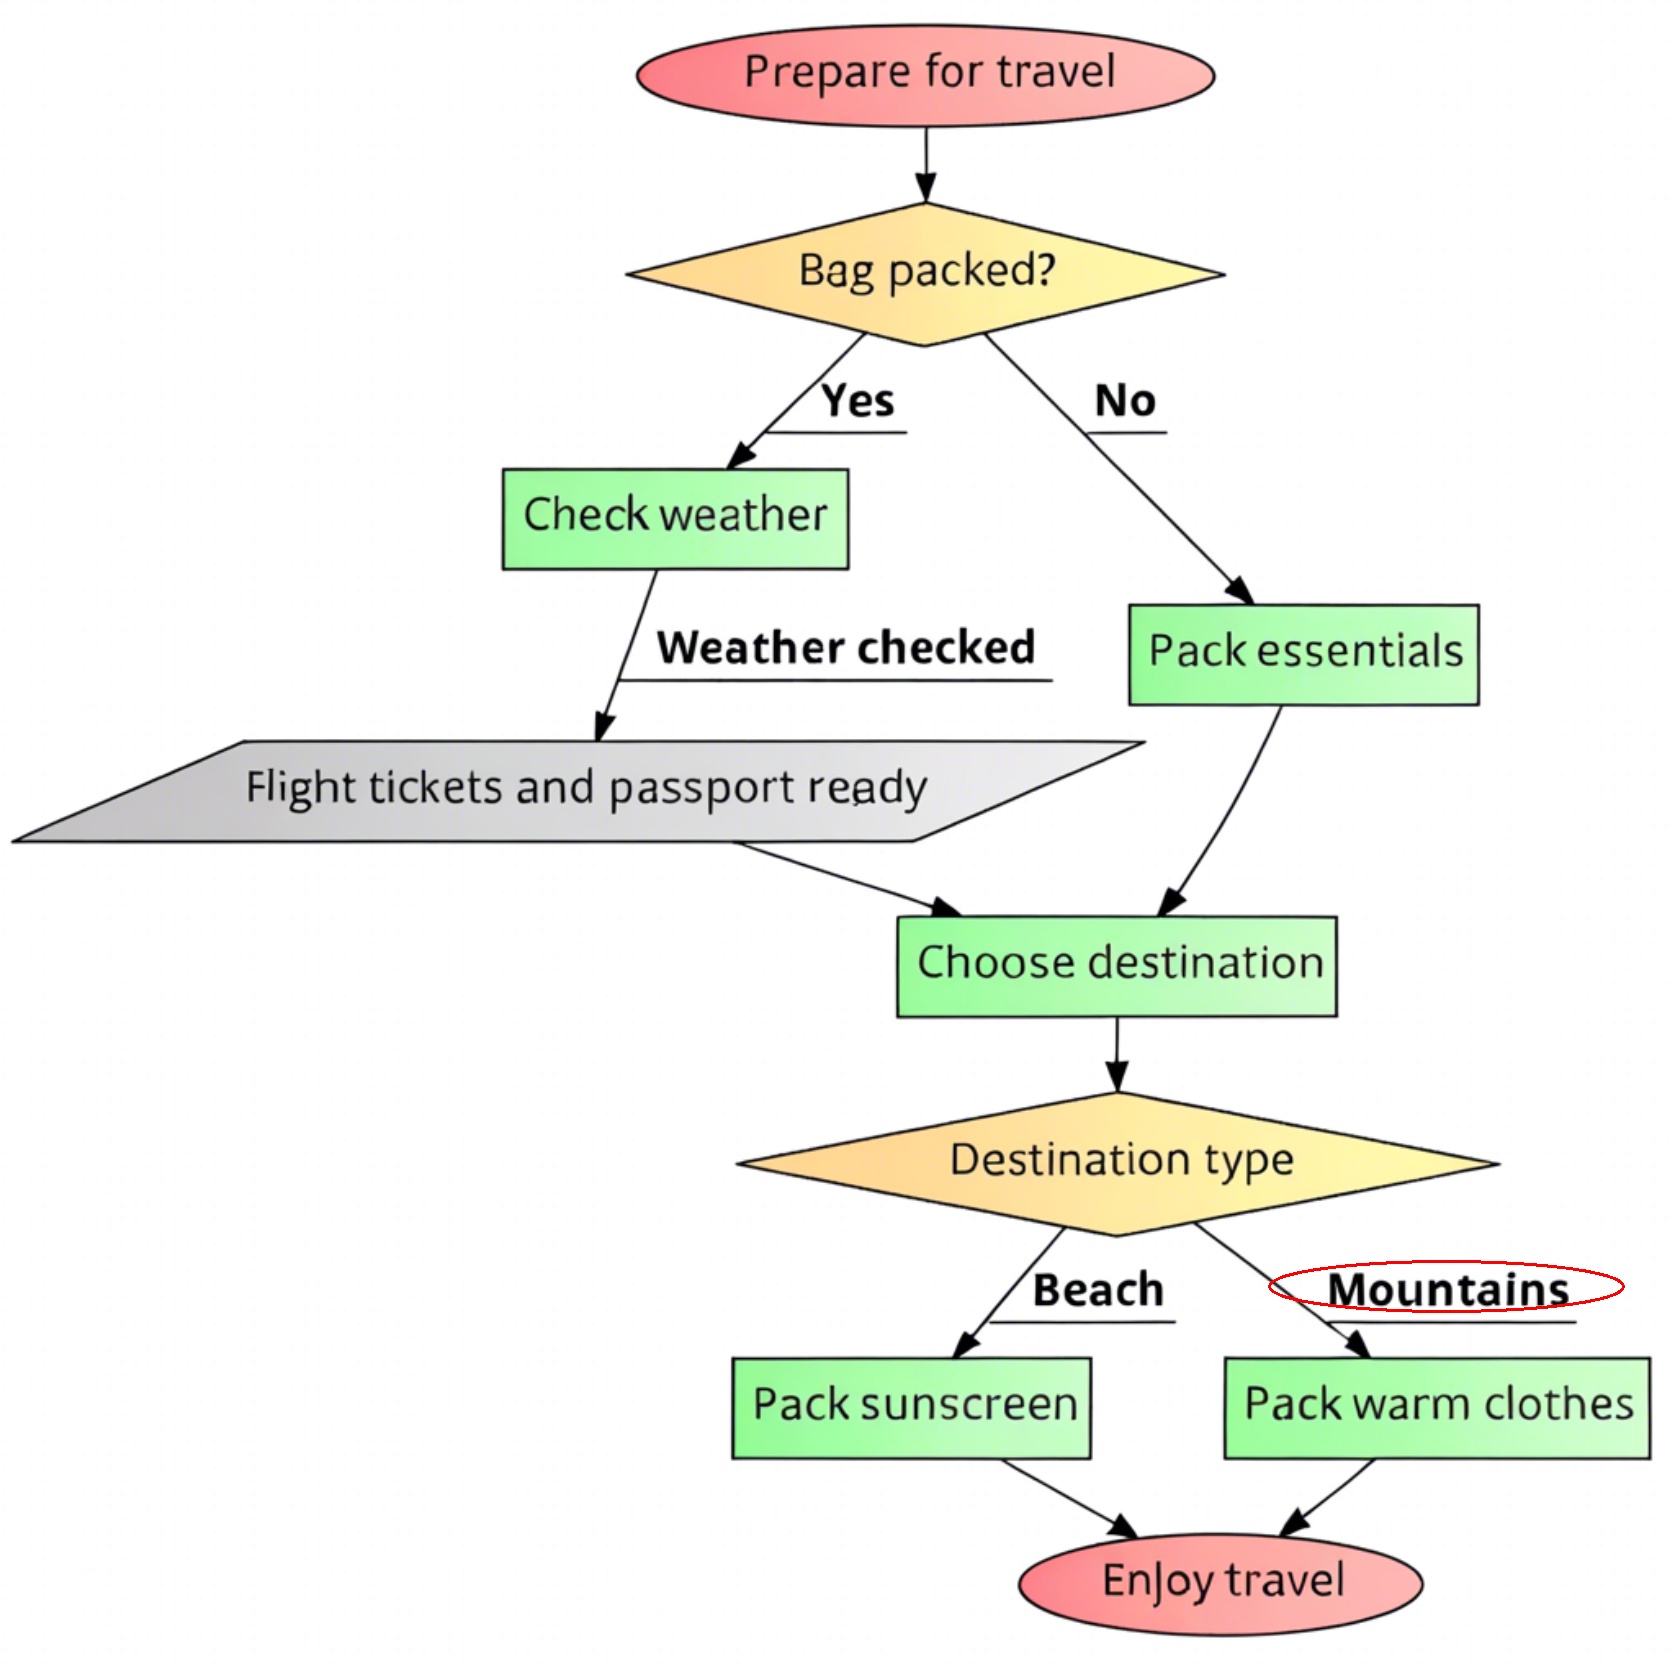 Prepare for travel
Bag packed?
Yes
No
Check weather
Weather checked
Pack essentials
Flight tickets and passport ready
Choose destination
Destination type
Beach
Mountains
Pack sunscreen
Pack warm clothes
Enjoy travel